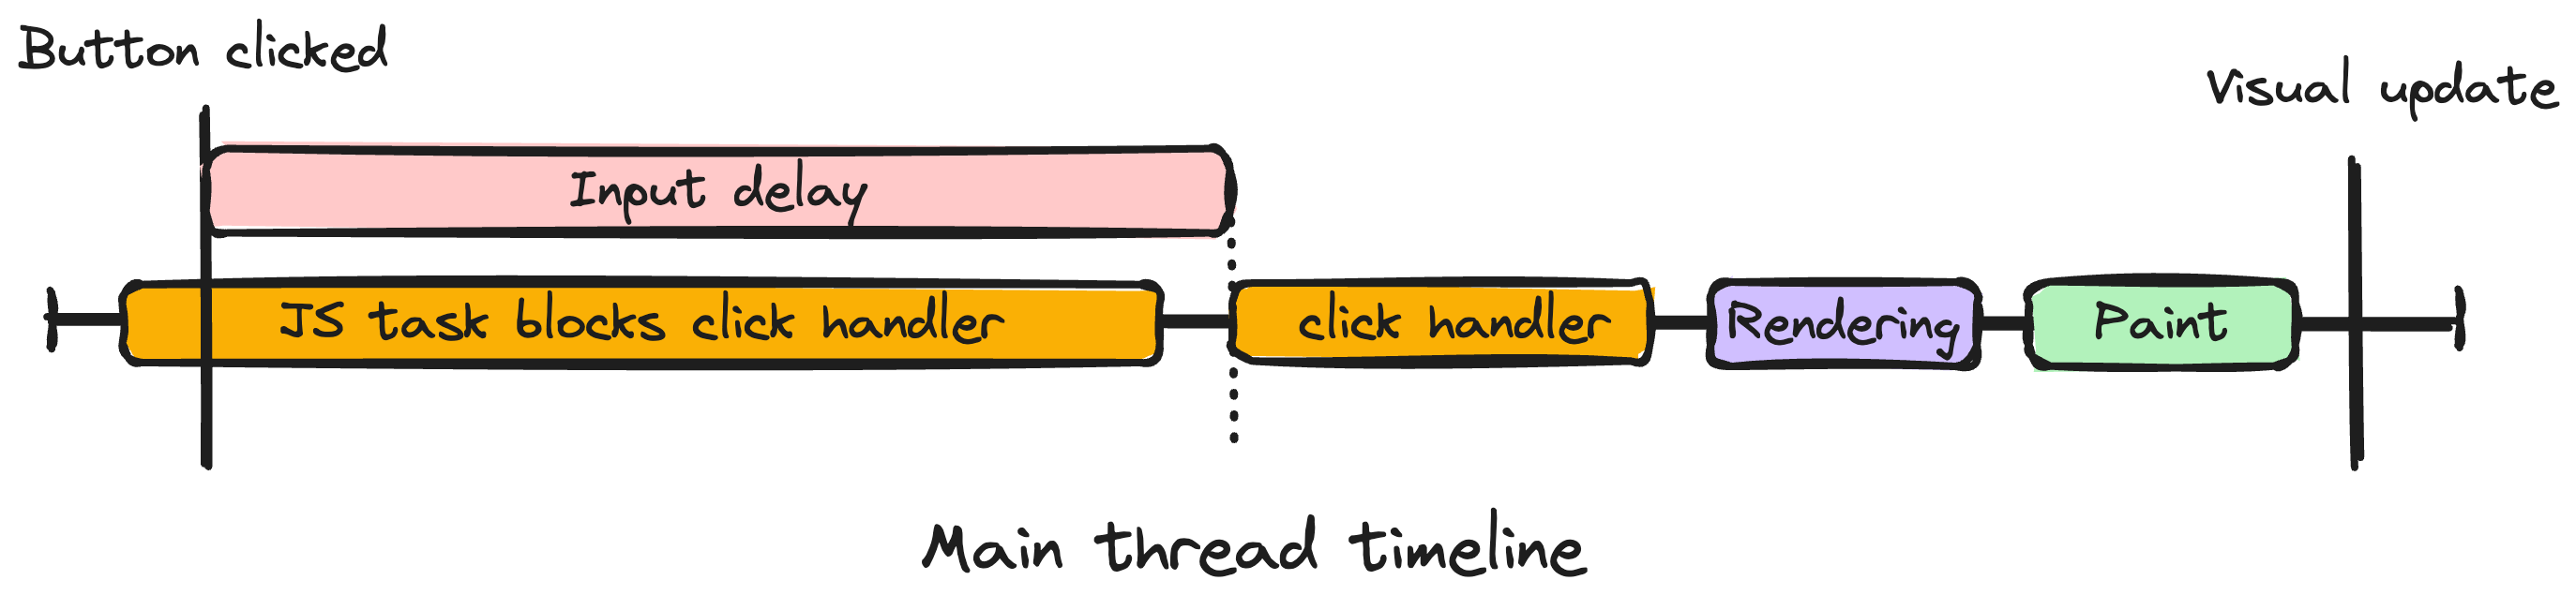 Button clicked
Visual update
Input delay
JS task blocks click handler
click handler
Rendering
Paint
Main thread timeline